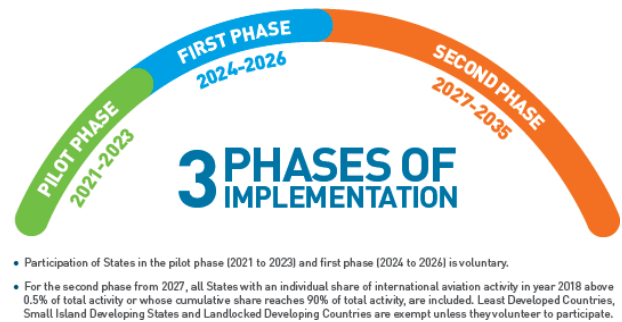 PILOT PHASE
2021-2023
FIRST PHASE
2024-2026
SECOND PHASE
2027-2035
3 PHASES OF
IMPLEMENTATION
• Participation of States in the pilot phase (2021 to 2023) and first phase (2024 to 2026) is voluntary.
• For the second phase from 2027, all States with an individual share of international aviation activity in year 2018 above
0.5% of total activity or whose cumulative share reaches 90% of total activity, are included. Least Developed Countries,
Small Island Developing States and Landlocked Developing Countries are exempt unless they volunteer to participate.